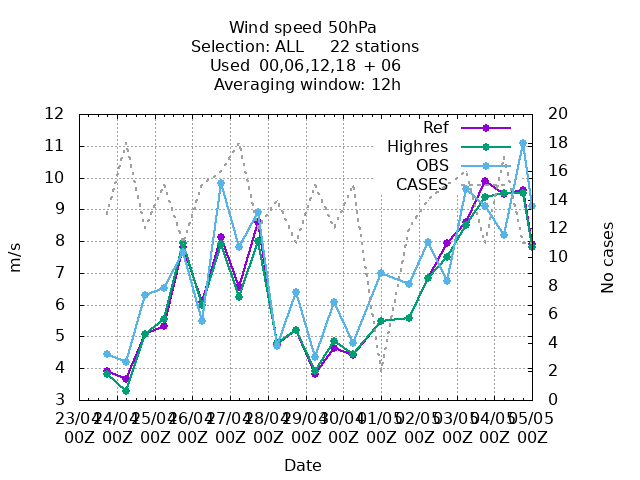 Wind speed 50hPa
Selection: ALL 22 stations
Used 00,06,12,18 + 06
Averaging window: 12h
12 20
11 18
10 16
9 14
8 12
7 10
6 8
5 6
4 4
3 2
0
Ref
Highres
OBS
CASES
m/s
No cases
23/04 24/04 25/04 26/04 27/04 28/04 29/04 30/04 01/05 02/05 03/05 04/05 05/05
00Z 00Z 00Z 00Z 00Z 00Z 00Z 00Z 00Z 00Z 00Z 00Z 00Z
Date